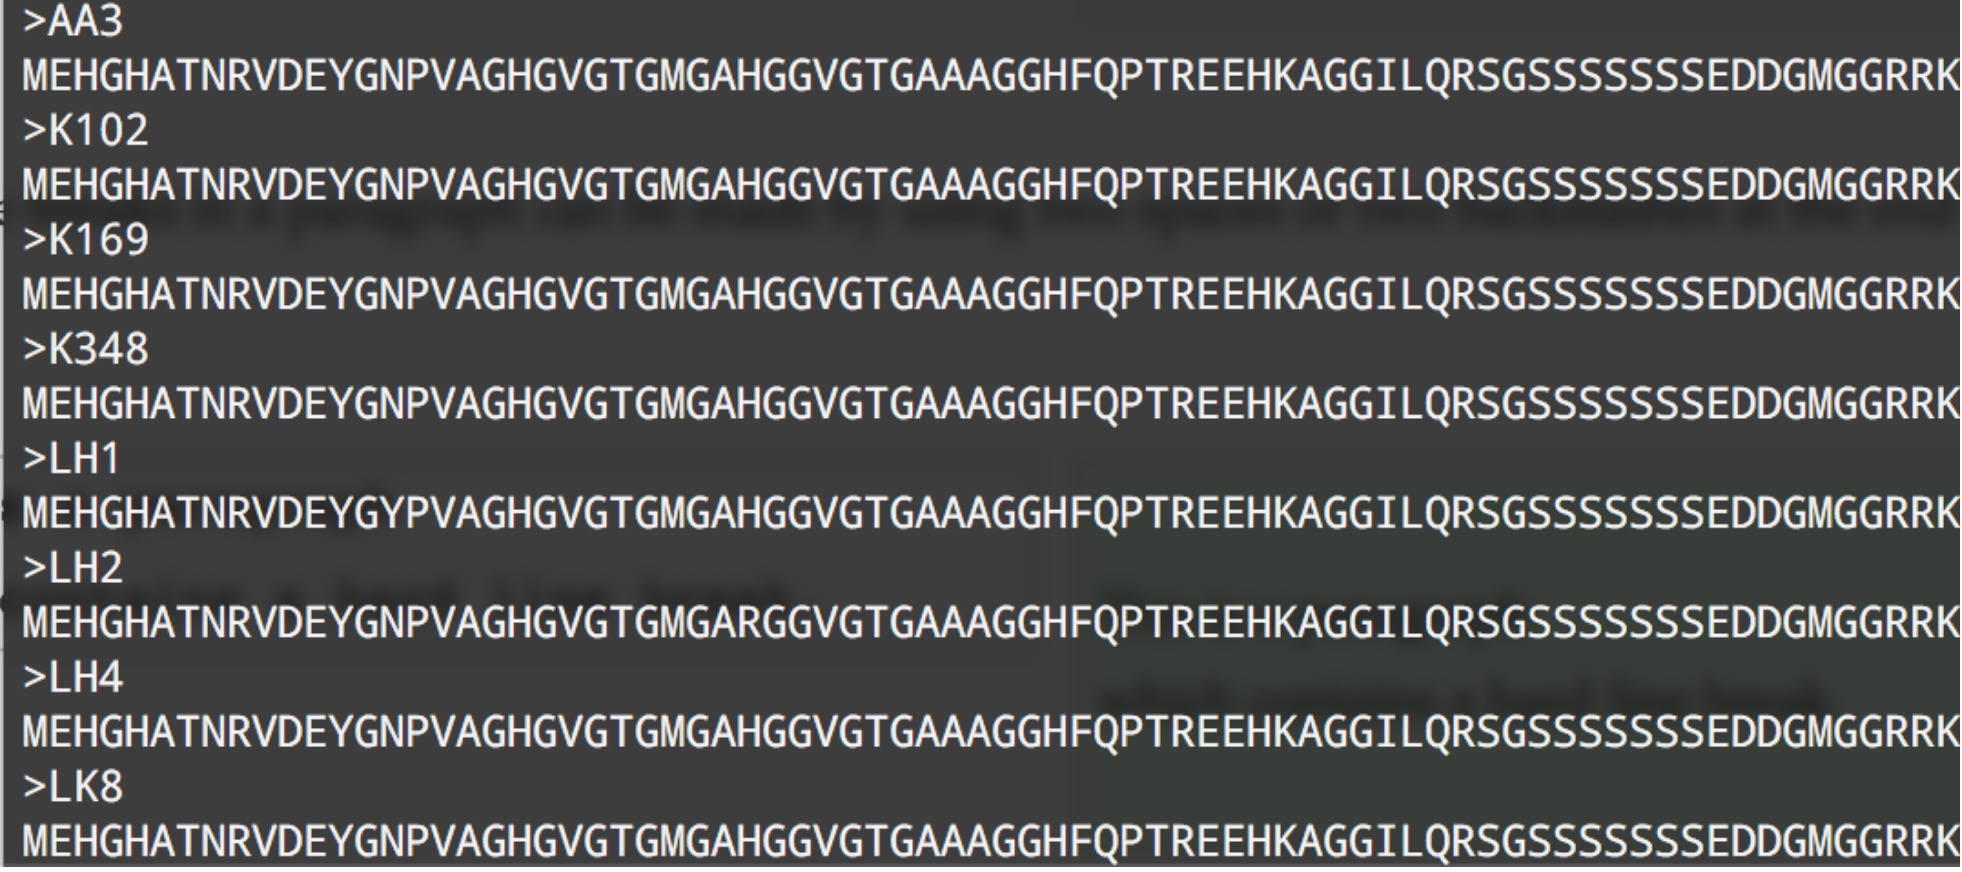 >AA3
MEHGHATNRVDEYGNPVAGHGVGTGMGAHGGVGTGAAAGGHFQPTREEHKAGGILQRSGSSSSSSSEDDGMGGRRK
>K102
MEHGHATNRVDEYGNPVAGHGVGTGMGAHGGVGTGAAAGGHFQPTREEHKAGGILQRSGSSSSSSSEDDGMGGRRK
>K169
MEHGHATNRVDEYGNPVAGHGVGTGMGAHGGVGTGAAAGGHFQPTREEHKAGGILQRSGSSSSSSSEDDGMGGRRK
>K348
MEHGHATNRVDEYGNPVAGHGVGTGMGAHGGVGTGAAAGGHFQPTREEHKAGGILQRSGSSSSSSSEDDGMGGRRK
>LH1
MEHGHATNRVDEYGYPVAGHGVGTGMGAHGGVGTGAAAGGHFQPTREEHKAGGILQRSGSSSSSSSEDDGMGGRRK
>LH2
MEHGHATNRVDEYGNPVAGHGVGTGMGARGGVGTGAAAGGHFQPTREEHKAGGILQRSGSSSSSSSEDDGMGGRRK
>LH4
MEHGHATNRVDEYGNPVAGHGVGTGMGAHGGVGTGAAAGGHFQPTREEHKAGGILQRSGSSSSSSSEDDGMGGRRK
>LK8
MEHGHATNRVDEYGNPVAGHGVGTGMGAHGGVGTGAAAGGHFQPTREEHKAGGILQRSGSSSSSSSEDDGMGGRRK